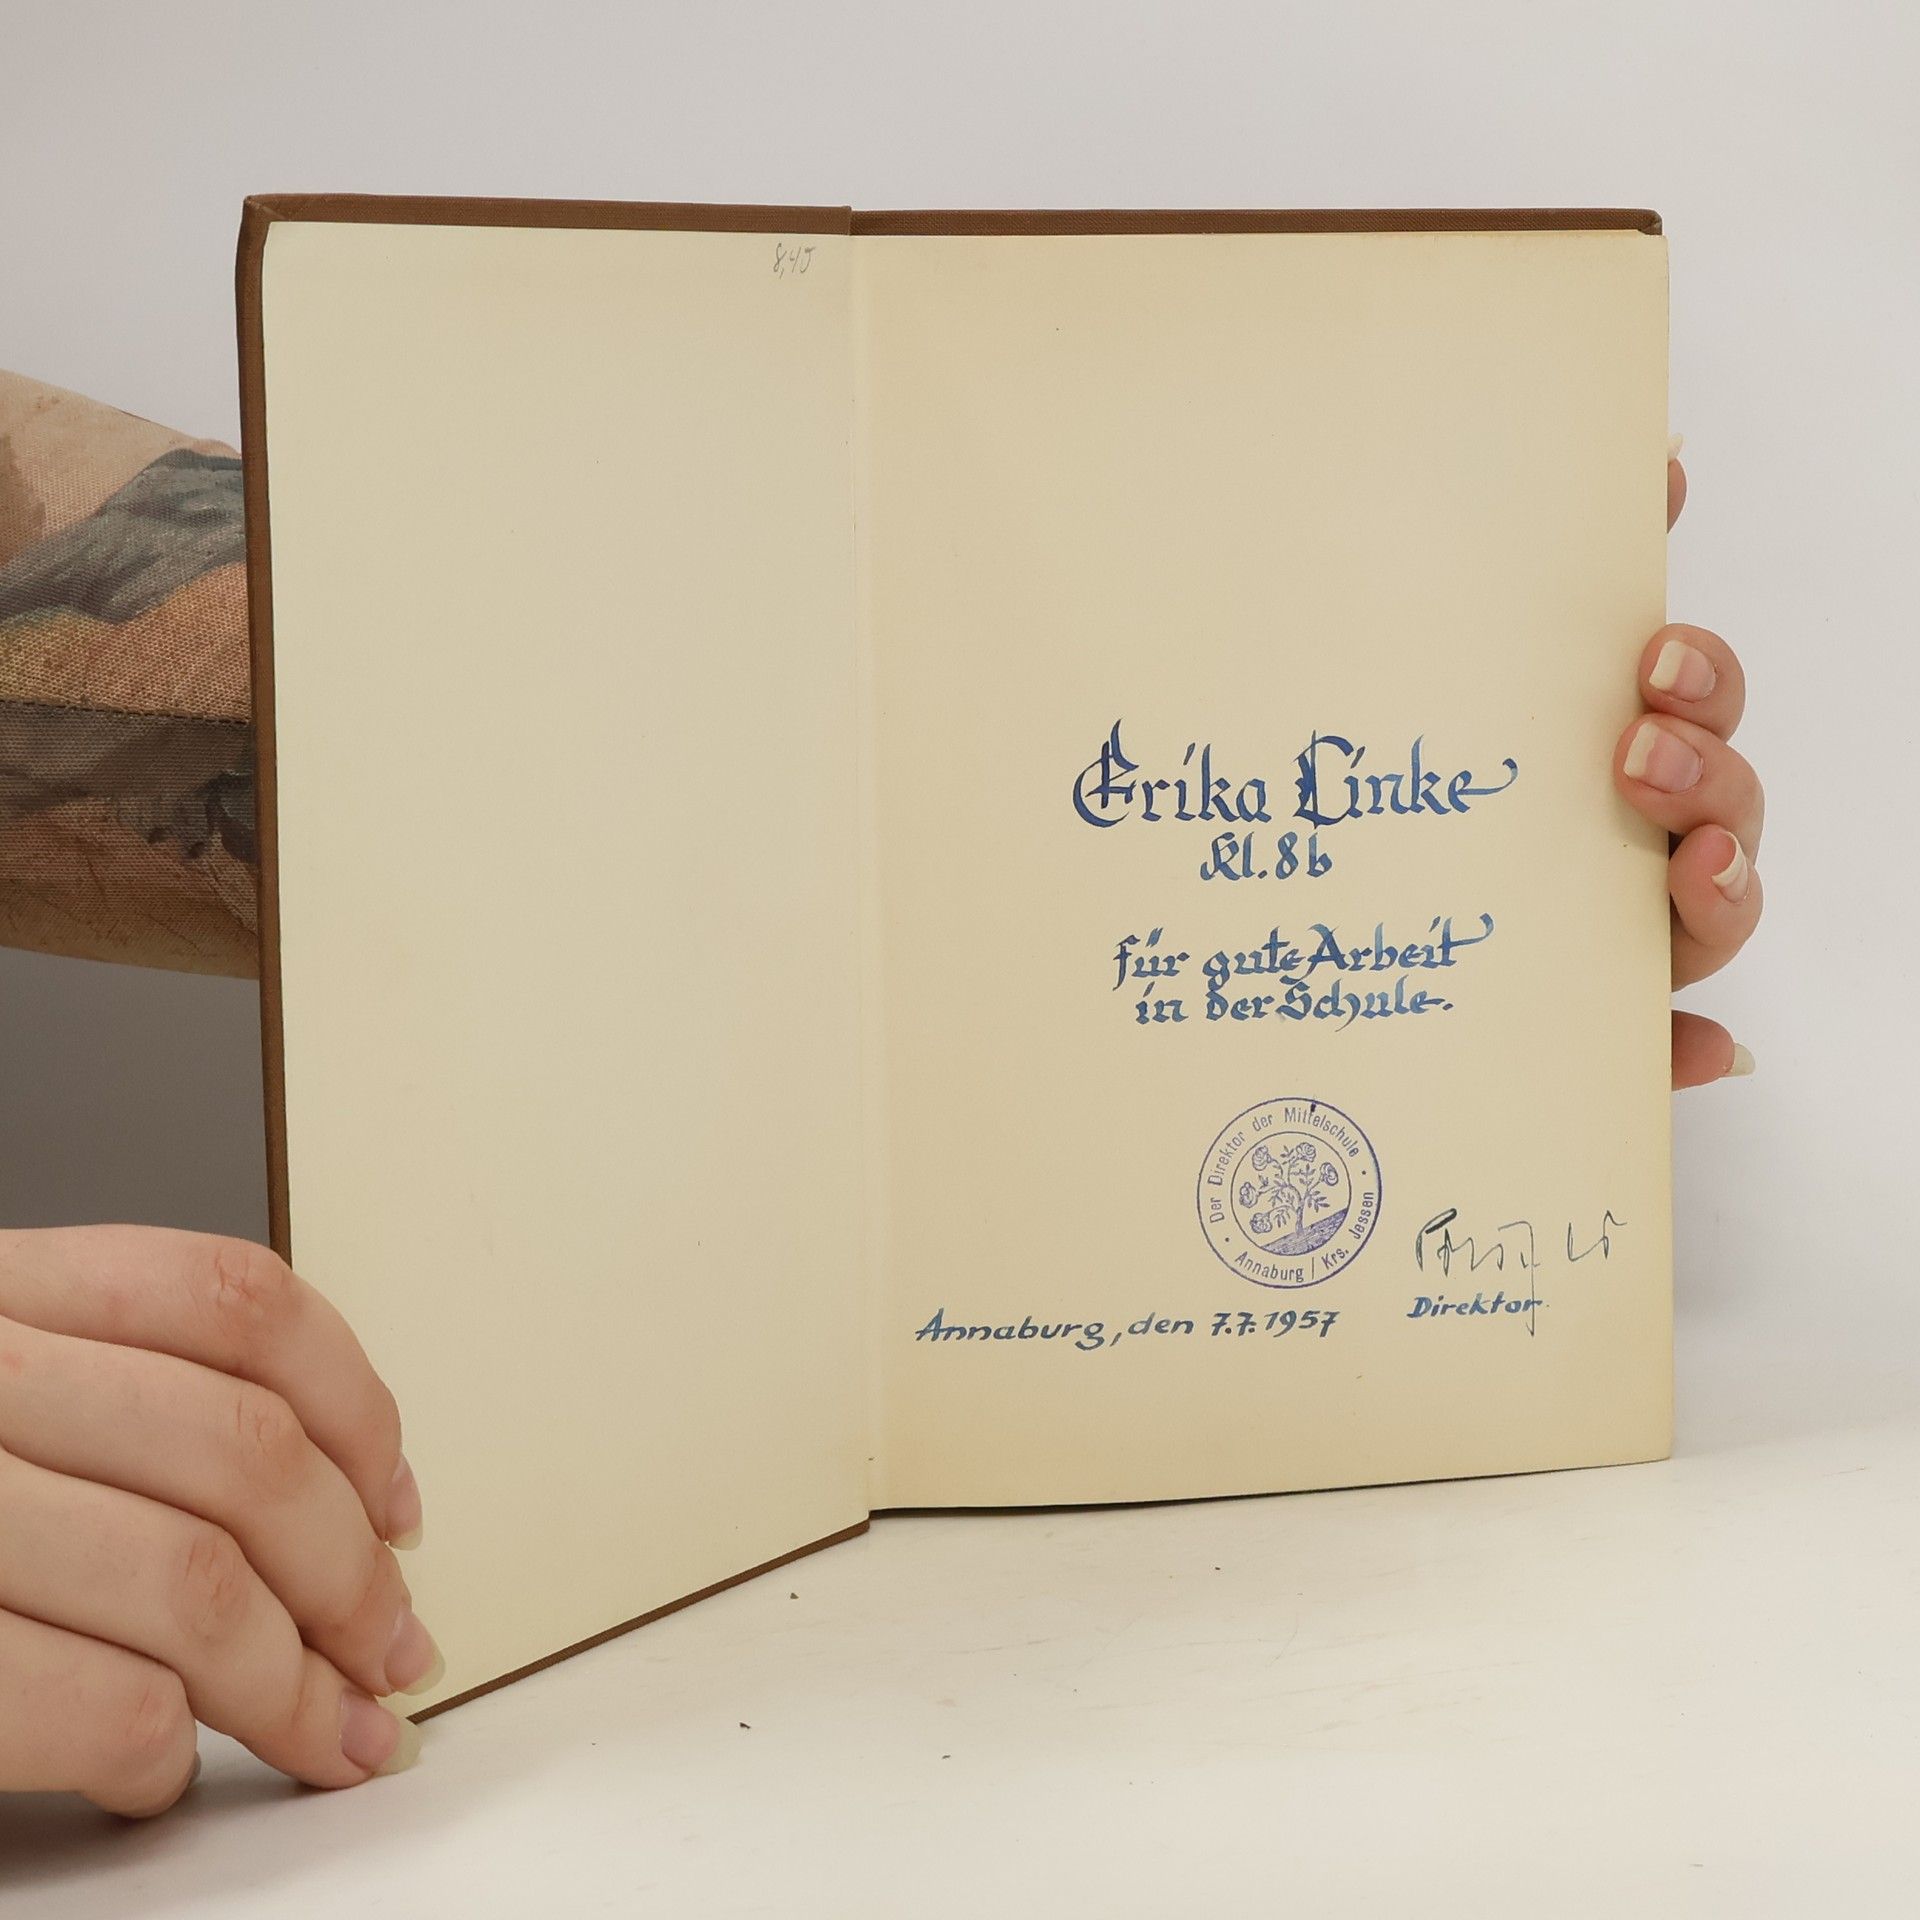 8,45
Erika Linke
Kl. 8b
für gute Arbeit
in der Schule.
Der Direktor der Mittelschule
Annaburg / Krs. Jessen
Direktor
Annaburg, den 7.7.1957